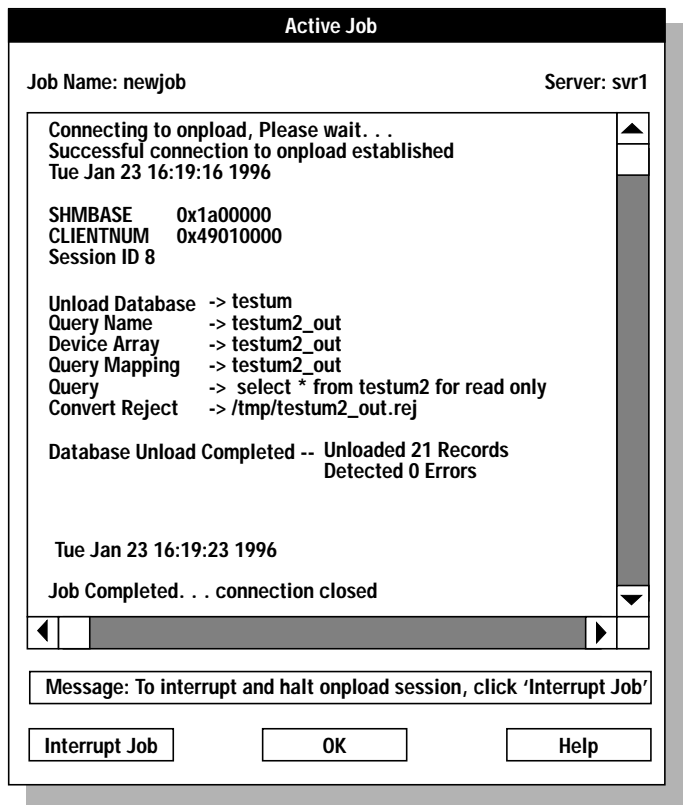 Active Job
Job Name: newjob Server: svr1
Connecting to onpload, Please wait. . .
Successful connection to onpload established
Tue Jan 23 16:19:16 1996
SHMBASE 0x1a00000
CLIENTNUM 0x49010000
Session ID 8
Unload Database -> testum
Query Name -> testum2_out
Device Array -> testum2_out
Query Mapping -> testum2_out
Query -> select * from testum2 for read only
Convert Reject -> /tmp/testum2_out.rej
Database Unload Completed -- Unloaded 21 Records
Detected 0 Errors
Tue Jan 23 16:19:23 1996
Job Completed. . . connection closed
Message: To interrupt and halt onpload session, click ‘Interrupt Job’
Interrupt Job OK Help